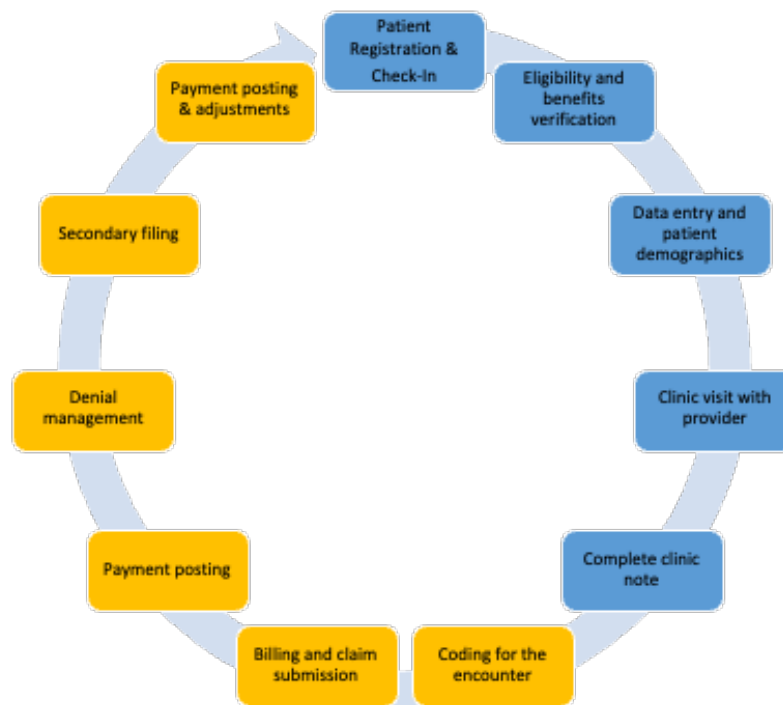 Patient
Registration &
Check-In
Eligibility and
benefits
verification
Data entry and
patient
demographics
Clinic visit with
provider
Complete clinic
note
Coding for the
encounter
Billing and claim
submission
Payment posting
Denial
management
Secondary filing
Payment posting
& adjustments